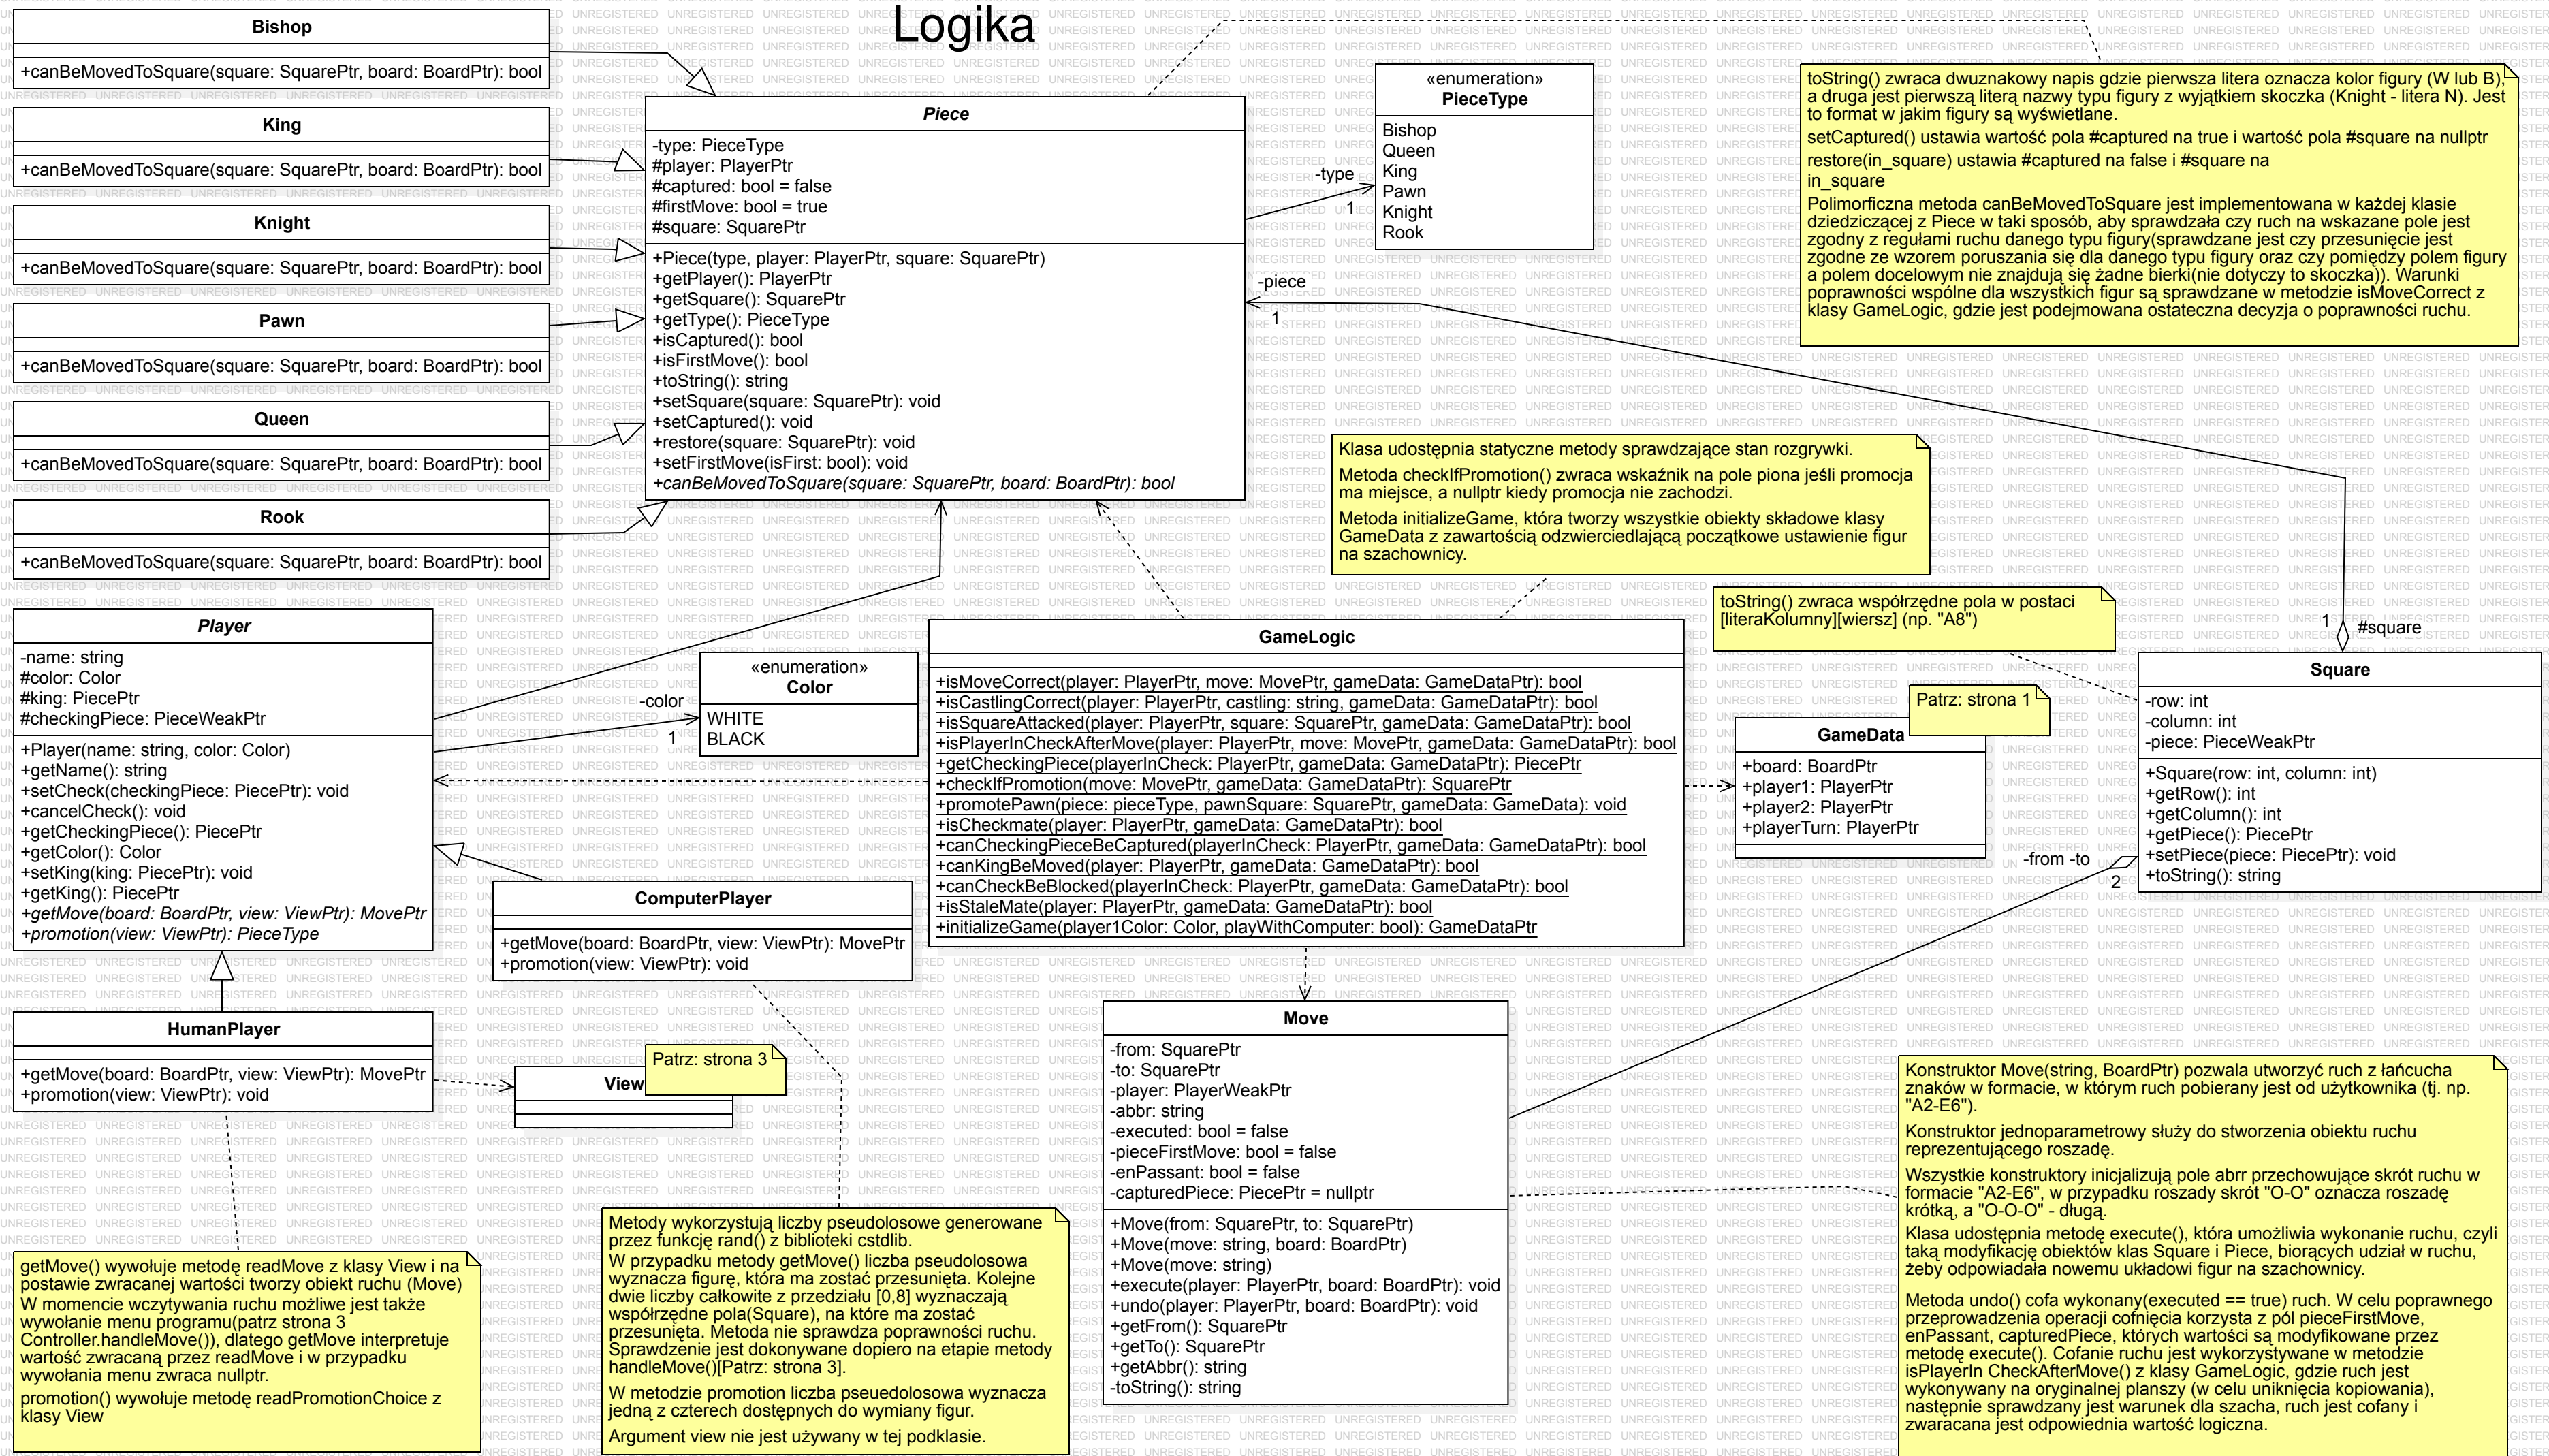 Logika
Bishop
+canBeMovedToSquare(square: SquarePtr, board: BoardPtr): bool
King
+canBeMovedToSquare(square: SquarePtr, board: BoardPtr): bool
Knight
+canBeMovedToSquare(square: SquarePtr, board: BoardPtr): bool
Pawn
+canBeMovedToSquare(square: SquarePtr, board: BoardPtr): bool
Queen
+canBeMovedToSquare(square: SquarePtr, board: BoardPtr): bool
Rook
+canBeMovedToSquare(square: SquarePtr, board: BoardPtr): bool
Piece
-type: PieceType
#player: PlayerPtr
#captured: bool = false
#firstMove: bool = true
#square: SquarePtr
+Piece(type, player: PlayerPtr, square: SquarePtr)
+getPlayer(): PlayerPtr
+getSquare(): SquarePtr
+getType(): PieceType
+isCaptured(): bool
+isFirstMove(): bool
+toString(): string
+setSquare(square: SquarePtr): void
+setCaptured(): void
+restore(square: SquarePtr): void
+setFirstMove(isFirst: bool): void
+canBeMovedToSquare(square: SquarePtr, board: BoardPtr): bool
-type
1
«enumeration»
PieceType
Bishop
Queen
King
Pawn
Knight
Rook
-piece
1
toString() zwraca dwuznakowy napis gdzie pierwsza litera oznacza kolor figury (W lub B),
a druga jest pierwszą literą nazwy typu figury z wyjątkiem skoczka (Knight - litera N). Jest
to format w jakim figury są wyświetlane.
setCaptured() ustawia wartość pola #captured na true i wartość pola #square na nullptr
restore(in_square) ustawia #captured na false i #square na
in_square
Polimorficzna metoda canBeMovedToSquare jest implementowana w każdej klasie
dziedziczącej z Piece w taki sposób, aby sprawdzała czy ruch na wskazane pole jest
zgodny z regułami ruchu danego typu figury(sprawdzane jest czy przesunięcie jest
zgodne ze wzorem poruszania się dla danego typu figury oraz czy pomiędzy polem figury
a polem docelowym nie znajdują się żadne bierki(nie dotyczy to skoczka)). Warunki
poprawności wspólne dla wszystkich figur są sprawdzane w metodzie isMoveCorrect z
klasy GameLogic, gdzie jest podejmowana ostateczna decyzja o poprawności ruchu.
Klasa udostępnia statyczne metody sprawdzające stan rozgrywki.
Metoda checkIfPromotion() zwraca wskaźnik na pole piona jeśli promocja
ma miejsce, a nullptr kiedy promocja nie zachodzi.
Metoda initializeGame, która tworzy wszystkie obiekty składowe klasy
GameData z zawartością odzwierciedlającą początkowe ustawienie figur
na szachownicy.
toString() zwraca współrzędne pola w postaci
[literaKolumny][wiersz] (np. "A8")
1
#square
Square
-row: int
-column: int
-piece: PieceWeakPtr
+Square(row: int, column: int)
+getRow(): int
+getColumn(): int
+getPiece(): PiecePtr
+setPiece(piece: PiecePtr): void
+toString(): string
-from -to
2
Player
-name: string
#color: Color
#king: PiecePtr
#checkingPiece: PieceWeakPtr
+Player(name: string, color: Color)
+getName(): string
+setCheck(checkingPiece: PiecePtr): void
+cancelCheck(): void
+getCheckingPiece(): PiecePtr
+getColor(): Color
+setKing(king: PiecePtr): void
+getKing(): PiecePtr
+getMove(board: BoardPtr, view: ViewPtr): MovePtr
+promotion(view: ViewPtr): PieceType
-color
1
«enumeration»
Color
WHITE
BLACK
GameLogic
+isMoveCorrect(player: PlayerPtr, move: MovePtr, gameData: GameDataPtr): bool
+isCastlingCorrect(player: PlayerPtr, castling: string, gameData: GameDataPtr): bool
+isSquareAttacked(player: PlayerPtr, square: SquarePtr, gameData: GameDataPtr): bool
+isPlayerInCheckAfterMove(player: PlayerPtr, move: MovePtr, gameData: GameDataPtr): bool
+getCheckingPiece(playerInCheck: PlayerPtr, gameData: GameDataPtr): PiecePtr
+checkIfPromotion(move: MovePtr, gameData: GameDataPtr): SquarePtr
+promotePawn(piece: pieceType, pawnSquare: SquarePtr, gameData: GameData): void
+isCheckmate(player: PlayerPtr, gameData: GameDataPtr): bool
+canCheckingPieceBeCaptured(playerInCheck: PlayerPtr, gameData: GameDataPtr): bool
+canKingBeMoved(player: PlayerPtr, gameData: GameDataPtr): bool
+canCheckBeBlocked(playerInCheck: PlayerPtr, gameData: GameDataPtr): bool
+isStaleMate(player: PlayerPtr, gameData: GameDataPtr): bool
+initializeGame(player1Color: Color, playWithComputer: bool): GameDataPtr
Patrz: strona 1
GameData
+board: BoardPtr
+player1: PlayerPtr
+player2: PlayerPtr
+playerTurn: PlayerPtr
ComputerPlayer
+getMove(board: BoardPtr, view: ViewPtr): MovePtr
+promotion(view: ViewPtr): void
HumanPlayer
+getMove(board: BoardPtr, view: ViewPtr): MovePtr
+promotion(view: ViewPtr): void
Patrz: strona 3
View
Move
-from: SquarePtr
-to: SquarePtr
-player: PlayerWeakPtr
-abbr: string
-executed: bool = false
-pieceFirstMove: bool = false
-enPassant: bool = false
-capturedPiece: PiecePtr = nullptr
+Move(from: SquarePtr, to: SquarePtr)
+Move(move: string, board: BoardPtr)
+Move(move: string)
+execute(player: PlayerPtr, board: BoardPtr): void
+undo(player: PlayerPtr, board: BoardPtr): void
+getFrom(): SquarePtr
+getTo(): SquarePtr
+getAbbr(): string
-toString(): string
getMove() wywołuje metodę readMove z klasy View i na
postawie zwracanej wartości tworzy obiekt ruchu (Move)
W momencie wczytywania ruchu możliwe jest także
wywołanie menu programu(patrz strona 3
Controller.handleMove()), dlatego getMove interpretuje
wartość zwracaną przez readMove i w przypadku
wywołania menu zwraca nullptr.
promotion() wywołuje metodę readPromotionChoice z
klasy View
Metody wykorzystują liczby pseudolosowe generowane
przez funkcję rand() z biblioteki cstdlib.
W przypadku metody getMove() liczba pseudolosowa
wyznacza figurę, która ma zostać przesunięta. Kolejne
dwie liczby całkowite z przedziału [0,8] wyznaczają
współrzędne pola(Square), na które ma zostać
przesunięta. Metoda nie sprawdza poprawności ruchu.
Sprawdzenie jest dokonywane dopiero na etapie metody
handleMove()[Patrz: strona 3].
W metodzie promotion liczba pseuedolosowa wyznacza
jedną z czterech dostępnych do wymiany figur.
Argument view nie jest używany w tej podklasie.
Konstruktor Move(string, BoardPtr) pozwala utworzyć ruch z łańcucha
znaków w formacie, w którym ruch pobierany jest od użytkownika (tj. np.
"A2-E6").
Konstruktor jednoparametrowy służy do stworzenia obiektu ruchu
reprezentującego roszadę.
Wszystkie konstruktory inicjalizują pole abrr przechowujące skrót ruchu w
formacie "A2-E6", w przypadku roszady skrót "O-O" oznacza roszadę
krótką, a "O-O-O" - długą.
Klasa udostępnia metodę execute(), która umożliwia wykonanie ruchu, czyli
taką modyfikację obiektów klas Square i Piece, biorących udział w ruchu,
żeby odpowiadała nowemu układowi figur na szachownicy.
Metoda undo() cofa wykonany(executed == true) ruch. W celu poprawnego
przeprowadzenia operacji cofnięcia korzysta z pól pieceFirstMove,
enPassant, capturedPiece, których wartości są modyfikowane przez
metodę execute(). Cofanie ruchu jest wykorzystywane w metodzie
isPlayerIn CheckAfterMove() z klasy GameLogic, gdzie ruch jest
wykonywany na oryginalnej planszy (w celu uniknięcia kopiowania),
następnie sprawdzany jest warunek dla szacha, ruch jest cofany i
zwaracana jest odpowiednia wartość logiczna.
UNREGISTERED